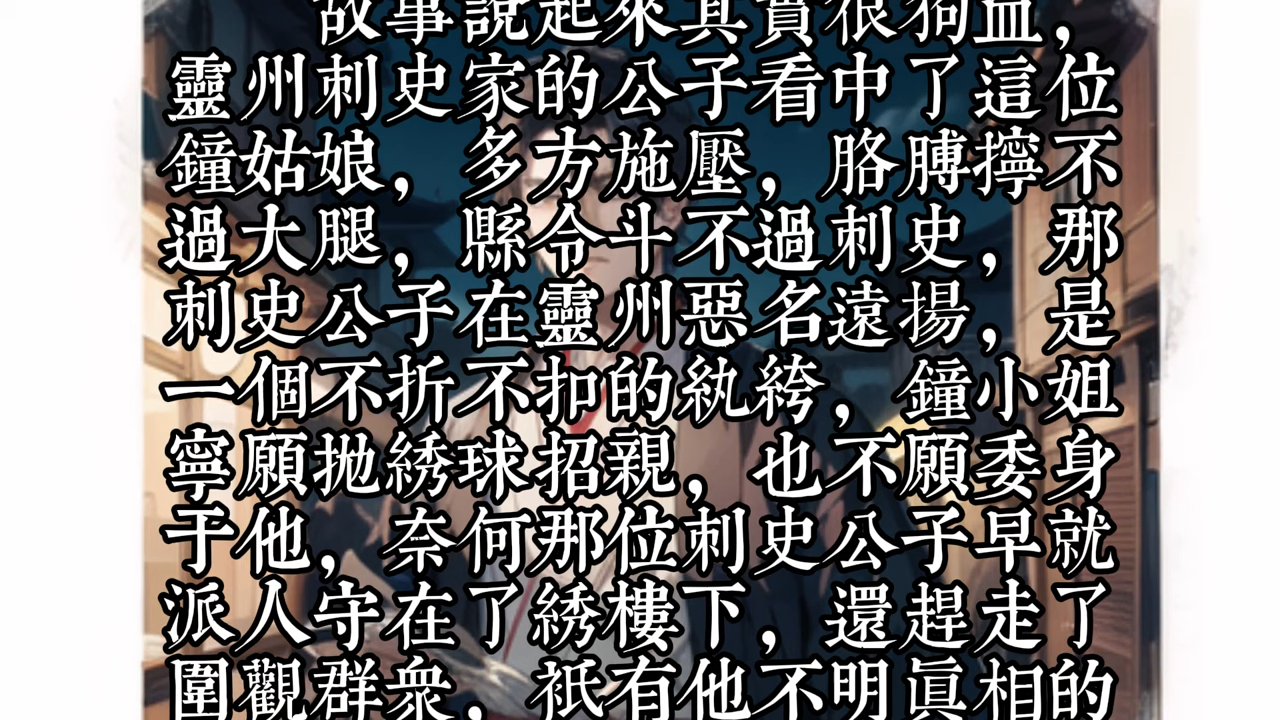 故事說起來其實很狗血，
靈州刺史家的公子看中了這位
鐘姑娘，多方施壓，胳膊擰不
過大腿，縣令斗不過刺史，那
刺史公子在靈州惡名遠揚，是
一個不折不扣的紈絝，鐘小姐
寧願拋綉球招親，也不願委身
于他，奈何那位刺史公子早就
派人守在了綉樓下，還趕走了
圍觀群衆，衹有他不明眞相的